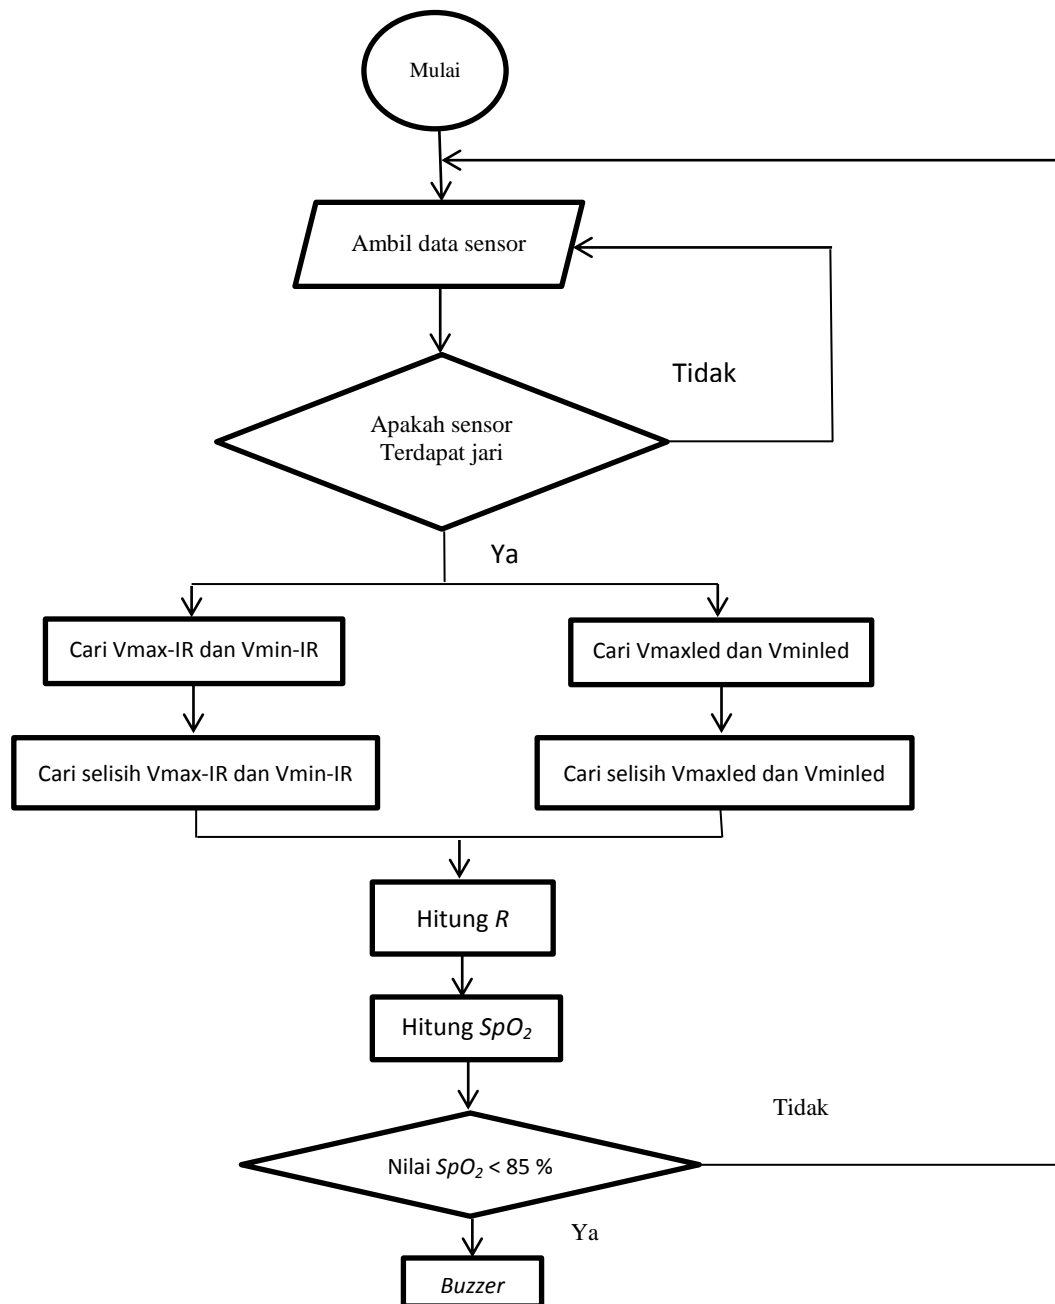 Mulai
Ambil data sensor
Tidak
Apakah sensor
Terdapat jari
Ya
Cari Vmax-IR dan Vmin-IR
Cari Vmaxled dan Vminled
Cari selisih Vmax-IR dan Vmin-IR
Cari selisih Vmaxled dan Vminled
Hitung R
Hitung SpO₂
Tidak
Nilai SpO₂ < 85 %
Ya
Buzzer